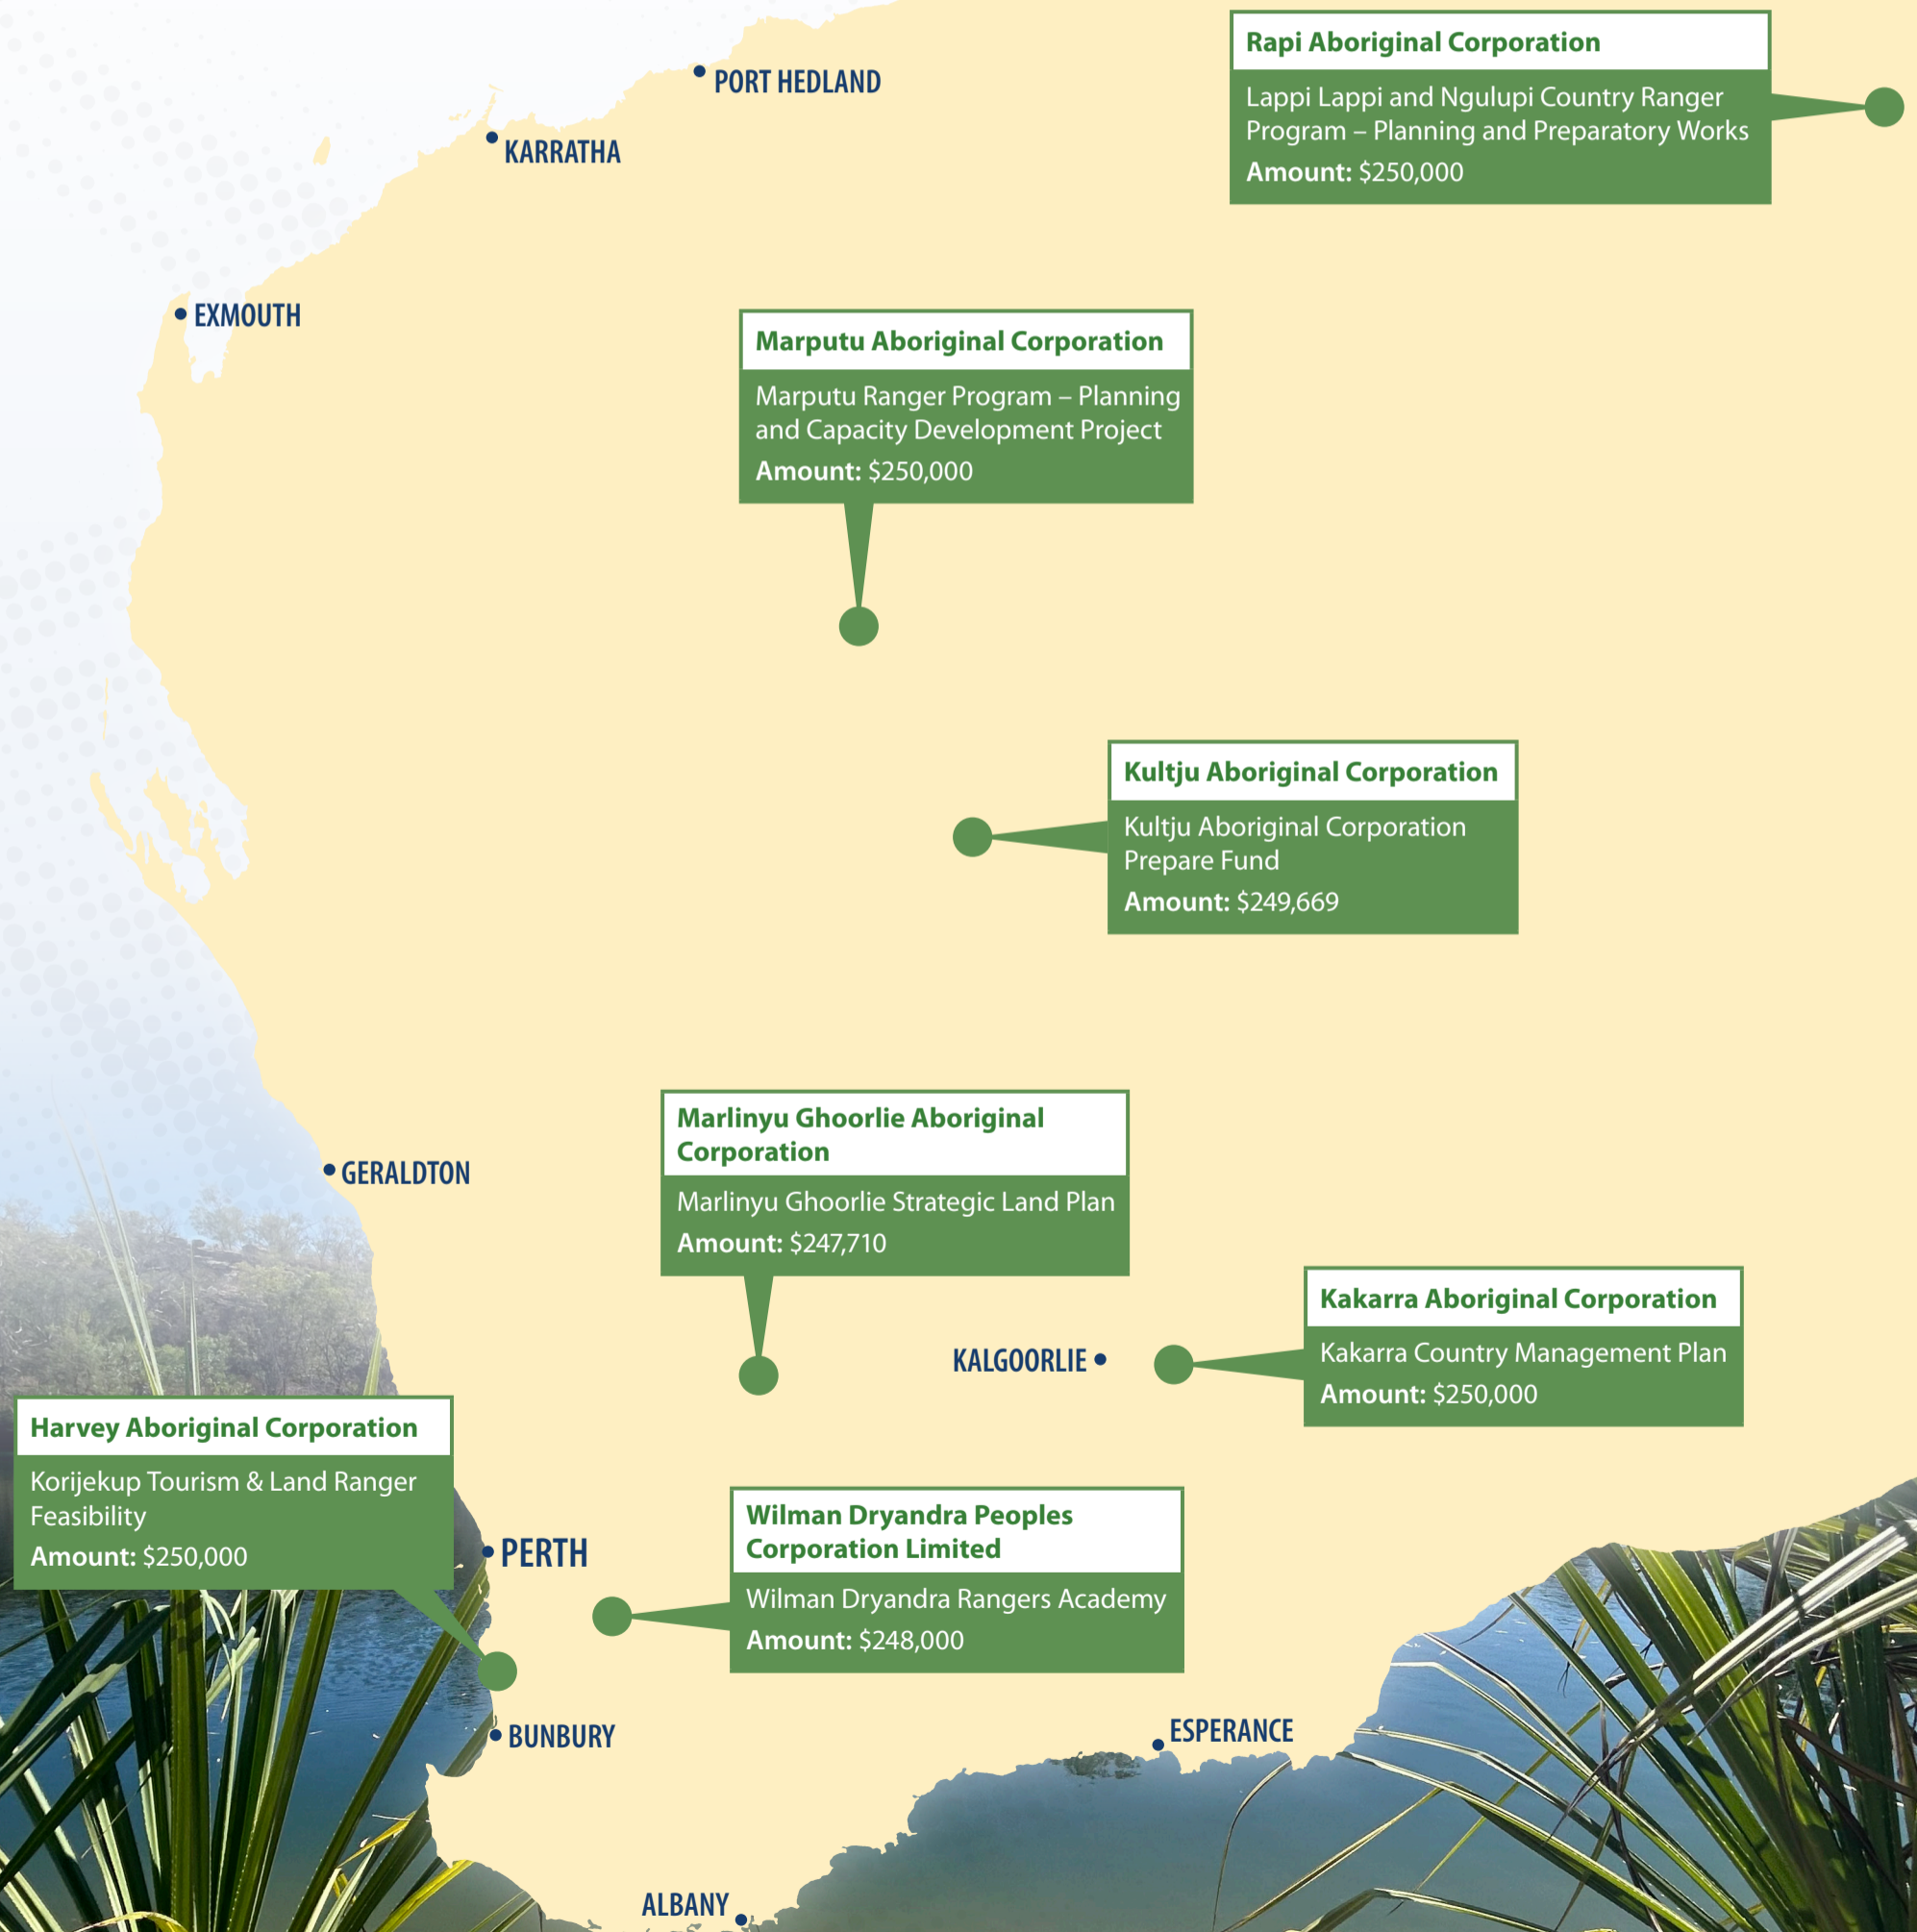 Rapi Aboriginal Corporation
Lappi Lappi and Ngulupi Country Ranger
Program – Planning and Preparatory Works
Amount: $250,000
PORT HEDLAND
KARRATHA
EXMOUTH
Marputu Aboriginal Corporation
Marputu Ranger Program – Planning
and Capacity Development Project
Amount: $250,000
Kultju Aboriginal Corporation
Kultju Aboriginal Corporation
Prepare Fund
Amount: $249,669
Marlinyu Ghoorlie Aboriginal
Corporation
Marlinyu Ghoorlie Strategic Land Plan
Amount: $247,710
GERALDTON
Kakarra Aboriginal Corporation
Kakarra Country Management Plan
Amount: $250,000
KALGOORLIE
Harvey Aboriginal Corporation
Korijekup Tourism & Land Ranger
Feasibility
Amount: $250,000
PERTH
Wilman Dryandra Peoples
Corporation Limited
Wilman Dryandra Rangers Academy
Amount: $248,000
BUNBURY
ESPERANCE
ALBANY